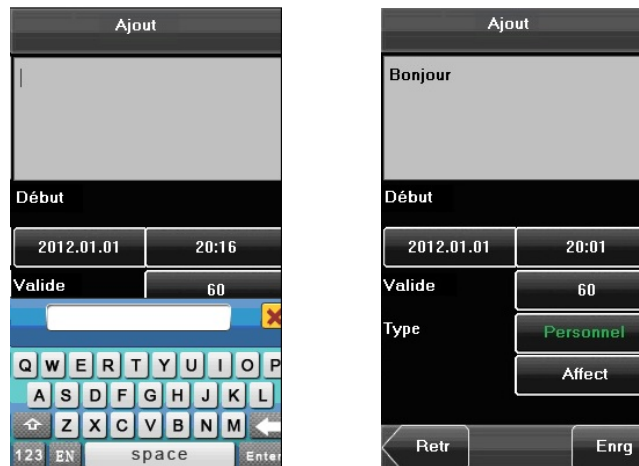 Ajout
Début
2012.01.01 20:16
Valide 60
Q W E R T Y U I O P
A S D F G H J K L
Z X C V B N M
123 EN space Enter
Ajout
Bonjour
Début
2012.01.01 20:01
Valide 60
Type Personnel
Affect
Retr Enrg